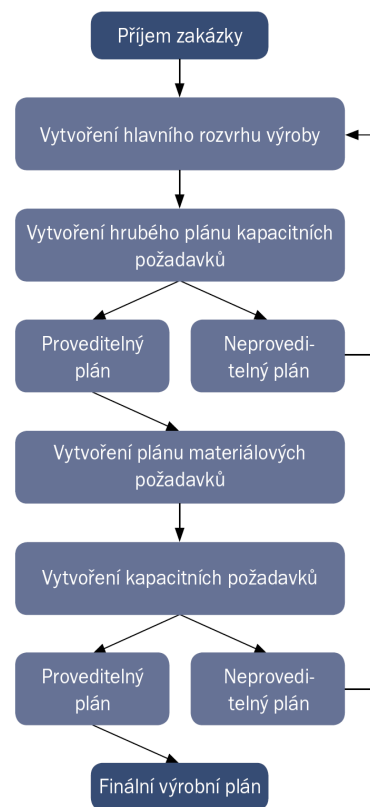 Příjem zakázky
Vytvoření hlavního rozvrhu výroby
Vytvoření hrubého plánu kapacitních
požadavků
Proveditelný
plán
Neprovedi-
telný plán
Vytvoření plánu materiálových
požadavků
Vytvoření kapacitních požadavků
Proveditelný
plán
Neprovedi-
telný plán
Finální výrobní plán